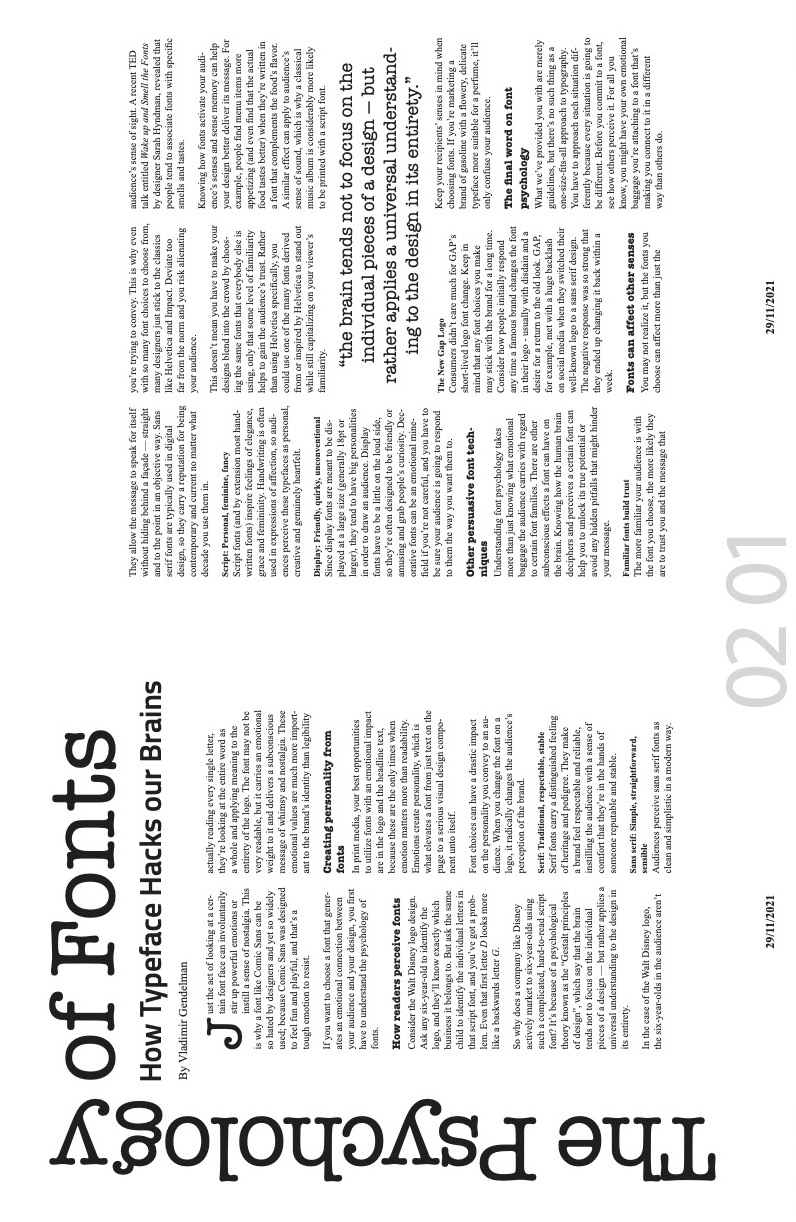 The Psychology
of Fonts
How Typeface Hacks our Brains
By Vladimir Gendelman
Just the act of looking at a cer-
tain font face can involuntarily
stir up powerful emotions or
instill a sense of nostalgia. This
is why a font like Comic Sans can be
so hated by designers and yet so widely
used; because Comic Sans was designed
to feel fun and playful, and that's a
tough emotion to resist.
If you want to choose a font that gener-
ates an emotional connection between
your audience and your design, you first
have to understand the psychology of
fonts.
How readers perceive fonts
Consider the Walt Disney logo design.
Ask any six-year-old to identify the
logo, and they'll know exactly which
business it belongs to. But ask the same
child to identify the individual letters in
that script font, and you've got a prob-
lem. Even that first letter D looks more
like a backwards letter G.
So why does a company like Disney
actively market to six-year-olds using
such a complicated, hard-to-read script
font? It's because of a psychological
theory known as the "Gestalt principles
of design", which say that the brain
tends not to focus on the individual
pieces of a design — but rather applies a
universal understanding to the design in
its entirety.
In the case of the Walt Disney logo,
the six-year-olds in the audience aren't
actually reading every single letter,
they're looking at the entire word as
a whole and applying meaning to the
entirety of the logo. The font may not be
very readable, but it carries an emotional
weight to it and delivers a subconscious
message of whimsy and nostalgia. These
emotional values are much more import-
ant to the brand's identity than legibility
Creating personality from
fonts
In print media, your best opportunities
to utilize fonts with an emotional impact
are in the logo and the headline text,
because these are the only times when
emotion matters more than readability.
Emotions create personality, which is
what elevates a font from just text on the
page to a serious visual design compo-
nent unto itself.
Font choices can have a drastic impact
on the personality you convey to an au-
dience. When you change the font on a
logo, it radically changes the audience's
perception of the brand.
Serif: Traditional, respectable, stable
Serif fonts carry a distinguished feeling
of heritage and pedigree. They make
a brand feel respectable and reliable,
instilling the audience with a sense of
comfort that they're in the hands of
someone reputable and stable.
Sans serif: Simple, straightforward,
sensible
Audiences perceive sans serif fonts as
clean and simplistic in a modern way.
29/11/2021
02 01
They allow the message to speak for itself
without hiding behind a façade — straight
and to the point in an objective way. Sans
serif fonts are typically used in digital
design, so they carry a reputation for being
contemporary and current no matter what
decade you use them in.
Script: Personal, feminine, fancy
Script fonts (and by extension most hand-
written fonts) inspire feelings of elegance,
grace and femininity. Handwriting is often
used in expressions of affection, so audi-
ences perceive these typefaces as personal,
creative and genuinely heartfelt.
Display: Friendly, quirky, unconventional
Since display fonts are meant to be dis-
played at a large size (generally 18pt or
larger), they tend to have big personalities
in order to draw an audience. Display
fonts have to be a little on the loud side,
so they're often designed to be friendly or
amusing and grab people's curiosity. Dec-
orative fonts can be an emotional mine-
field if you're not careful, and you have to
be sure your audience is going to respond
to them the way you want them to.
Other persuasive font tech-
niques
Understanding font psychology takes
more than just knowing what emotional
baggage the audience carries with regard
to certain font families. There are other
subconscious effects a font can have on
the brain. Knowing how the human brain
deciphers and perceives a certain font can
help you to unlock its true potential or
avoid any hidden pitfalls that might hinder
your message.
Familiar fonts build trust
The more familiar your audience is with
the font you choose, the more likely they
are to trust you and the message that
you're trying to convey. This is why even
with so many font choices to choose from,
many designers just stick to the classics
like Helvetica and Impact. Deviate too
far from the norm and you risk alienating
your audience.
This doesn't mean you have to make your
designs blend into the crowd by choos-
ing the same fonts that everybody else is
using, only that some level of familiarity
helps to gain the audience's trust. Rather
than using Helvetica specifically, you
could use one of the many fonts derived
from or inspired by Helvetica to stand out
while still capitalizing on your viewer's
familiarity.
"the brain tends not to focus on the
individual pieces of a design — but
rather applies a universal understand-
ing to the design in its entirety."
The New Gap Logo
Consumers didn't care much for GAP's
short-lived logo font change. Keep in
mind that any font choices you make
may stick with the brand for a long time.
Consider how people initially respond
any time a famous brand changes the font
in their logo - usually with disdain and a
desire for a return to the old look. GAP,
for example, met with a huge backlash
on social media when they switched their
well-known logo to a sans serif design.
The negative response was so strong that
they ended up changing it back within a
week.
Fonts can affect other senses
You may not realize it, but the fonts you
choose can affect more than just the
audience's sense of sight. A recent TED
talk entitled Wake up and Smell the Fonts
by designer Sarah Hyndman, revealed that
people tend to associate fonts with specific
smells and tastes.
Knowing how fonts activate your audi-
ence's senses and sense memory can help
your design better deliver its message. For
example, people find menu items more
appetizing (and even find that the actual
food tastes better) when they're written in
a font that complements the food's flavor.
A similar effect can apply to audience's
sense of sound, which is why a classical
music album is considerably more likely
to be printed with a script font.
Keep your recipients' senses in mind when
choosing fonts. If you're marketing a
brand of gasoline with a flowery, delicate
typeface more suitable for a perfume, it'll
only confuse your audience.
The final word on font
psychology
What we've provided you with are merely
guidelines, but there's no such thing as a
one-size-fits-all approach to typography.
You have to approach each situation dif-
ferently because every situation is going to
be different. Before you commit to a font,
see how others perceive it. For all you
know, you might have your own emotional
baggage you're attaching to a font that's
making you connect to it in a different
way than others do.
29/11/2021